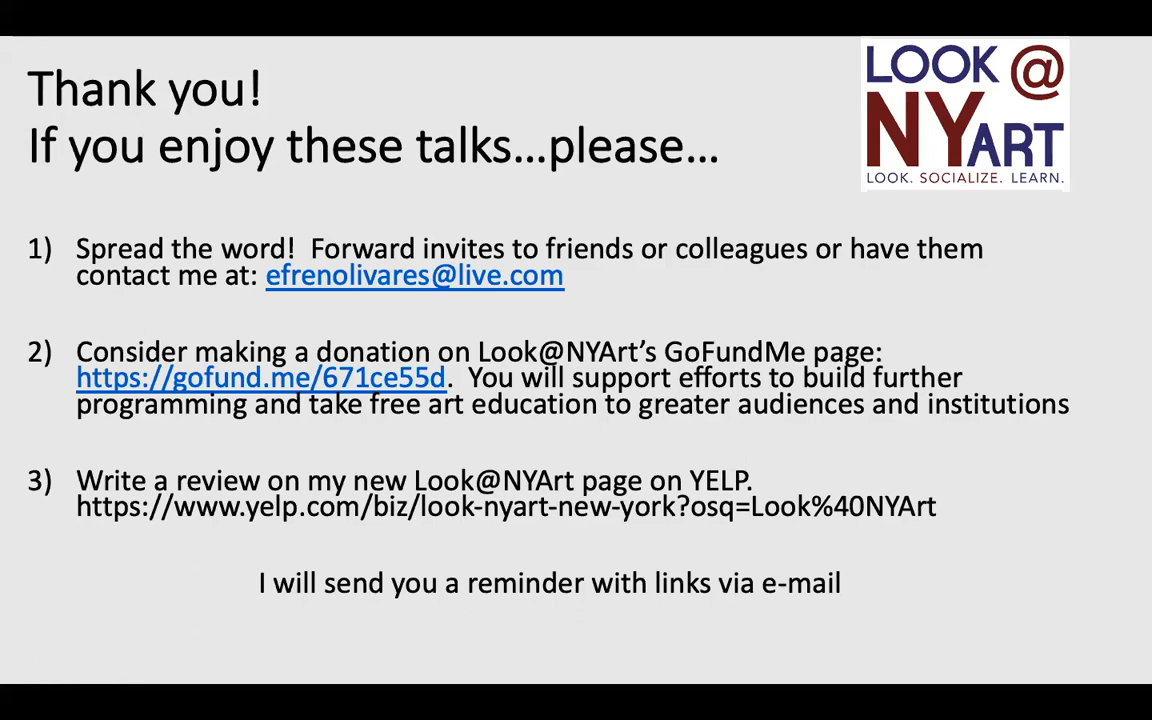 Thank you!
If you enjoy these talks...please...
LOOK @
NYART
LOOK. SOCIALIZE. LEARN.
1) Spread the word!  Forward invites to friends or colleagues or have them
contact me at: efrenolivares@live.com
2) Consider making a donation on Look@NYArt’s GoFundMe page:
https://gofund.me/671ce55d.  You will support efforts to build further
programming and take free art education to greater audiences and institutions
3) Write a review on my new Look@NYArt page on YELP.
https://www.yelp.com/biz/look-nyart-new-york?osq=Look%40NYArt
I will send you a reminder with links via e-mail